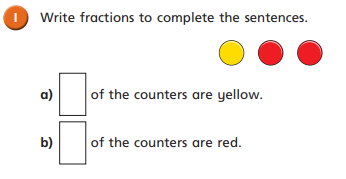 1 Write fractions to complete the sentences.
a) of the counters are yellow.
b) of the counters are red.